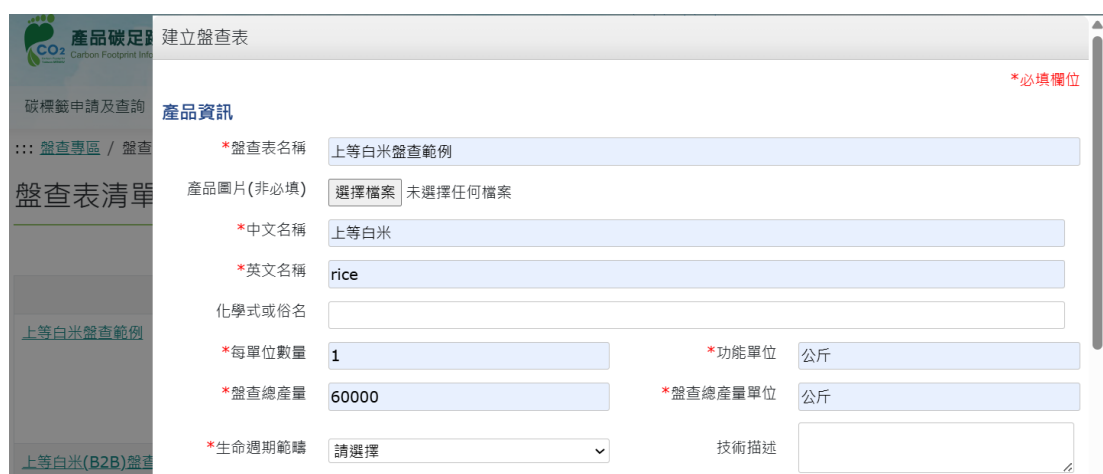 CO2 產品碳足
Carbon Footprint Info
建立盤查表
*必填欄位
碳標籤申請及查詢
產品資訊
::: 盤查專區 / 盤查
*盤查表名稱 上等白米盤查範例
盤查表清單
產品圖片(非必填) 選擇檔案 未選擇任何檔案
*中文名稱 上等白米
*英文名稱 rice
化學式或俗名
上等白米盤查範例
*每單位數量 1 *功能單位 公斤
*盤查總產量 60000 *盤查總產量單位 公斤
*生命週期範疇 請選擇 技術描述
上等白米(B2B)盤查